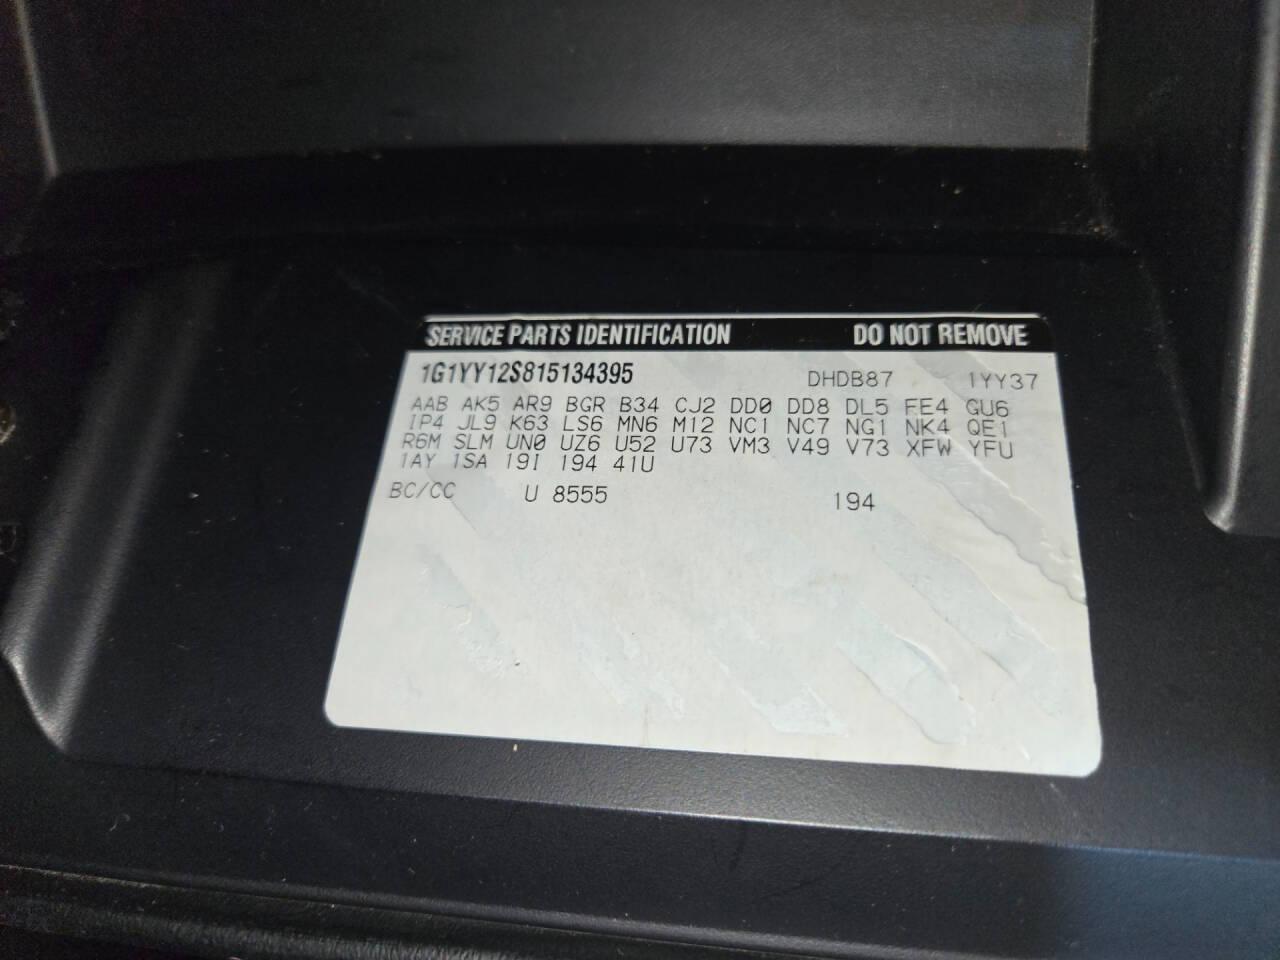 SERVICE PARTS IDENTIFICATION DO NOT REMOVE
1G1YY12S815134395 DHDB87 1YY37
AAB AK5 AR9 BGR B34 CJ2 DD0 DD8 DL5 FE4 GU6
IP4 JL9 K63 LS6 MN6 M12 NC1 NC7 NG1 NK4 QE1
R6M SLM UN0 UZ6 U52 U73 VM3 V49 V73 XFW YFU
1AY 1SA 19I 194 41U
BC/CC U 8555 194